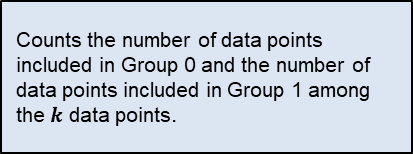 Counts the number of data points
included in Group 0 and the number of
data points included in Group 1 among
the k data points.